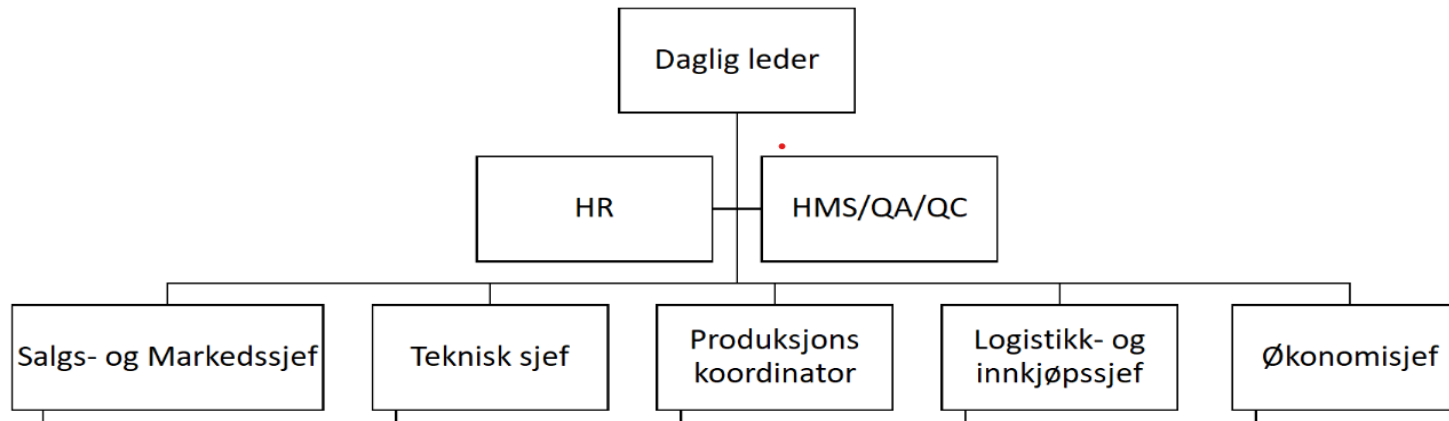 Daglig leder
HR
HMS/QA/QC
Salgs- og Markedssjef
Teknisk sjef
Produksjons
koordinator
Logistikk- og
innkjøpssjef
Økonomisjef